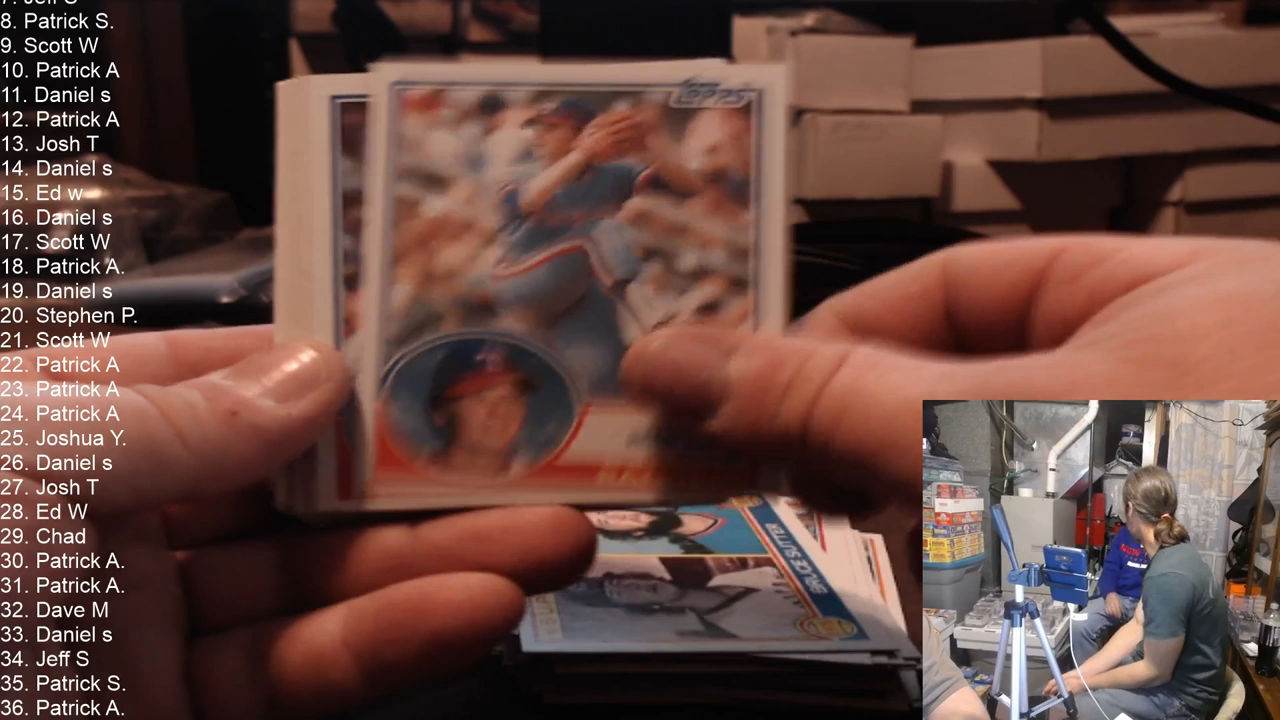 7. Jeff S
8. Patrick S.
9. Scott W
10. Patrick A
11. Daniel s
12. Patrick A
13. Josh T
14. Daniel s
15. Ed w
16. Daniel s
17. Scott W
18. Patrick A.
19. Daniel s
20. Stephen P.
21. Scott W
22. Patrick A
23. Patrick A
24. Patrick A
25. Joshua Y.
26. Daniel s
27. Josh T
28. Ed W
29. Chad
30. Patrick A.
31. Patrick A.
32. Dave M
33. Daniel s
34. Jeff S
35. Patrick S.
36. Patrick A.
TOPPS
BRUCE SUTTER